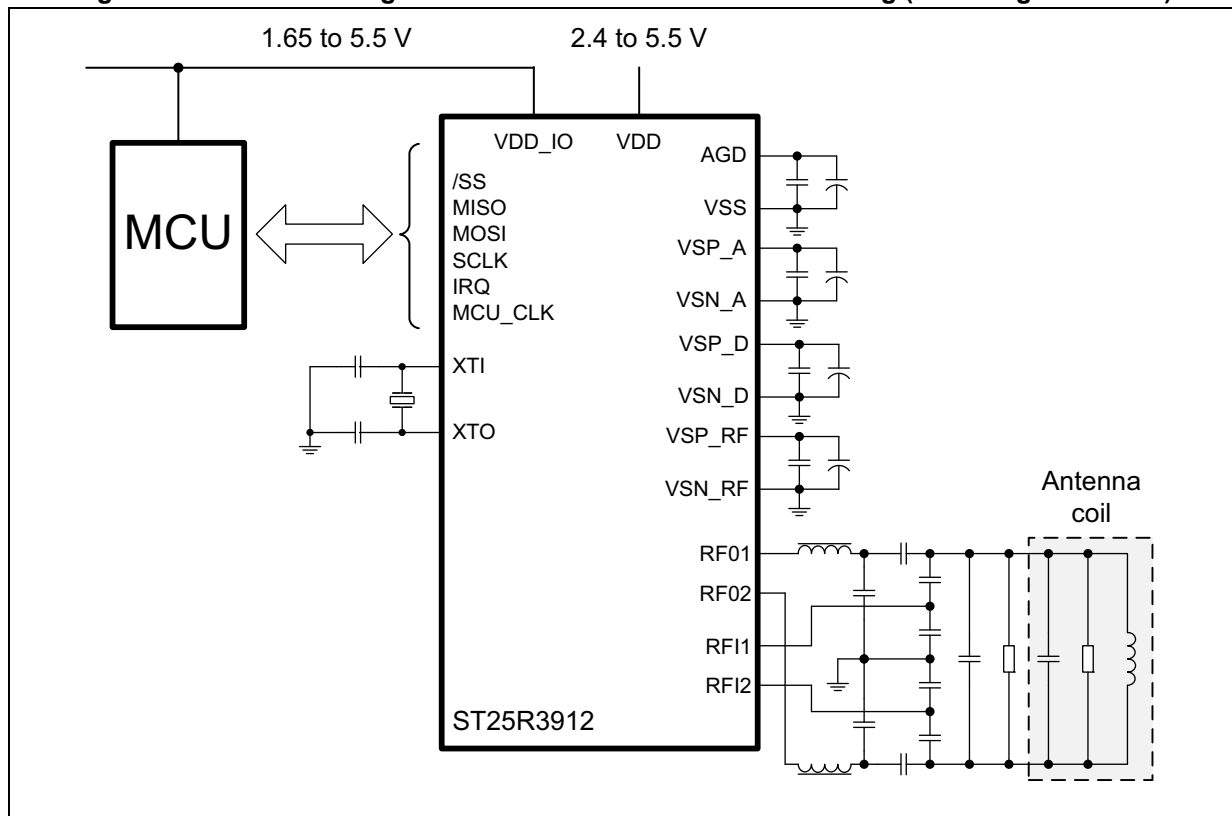 1.65 to 5.5 V
2.4 to 5.5 V
VDD_IO
VDD
MCU
/SS
MISO
MOSI
SCLK
IRQ
MCU_CLK
XTI
XTO
AGD
VSS
VSP_A
VSN_A
VSP_D
VSN_D
VSP_RF
VSN_RF
RF01
RF02
RFI1
RFI2
Antenna
coil
ST25R3912